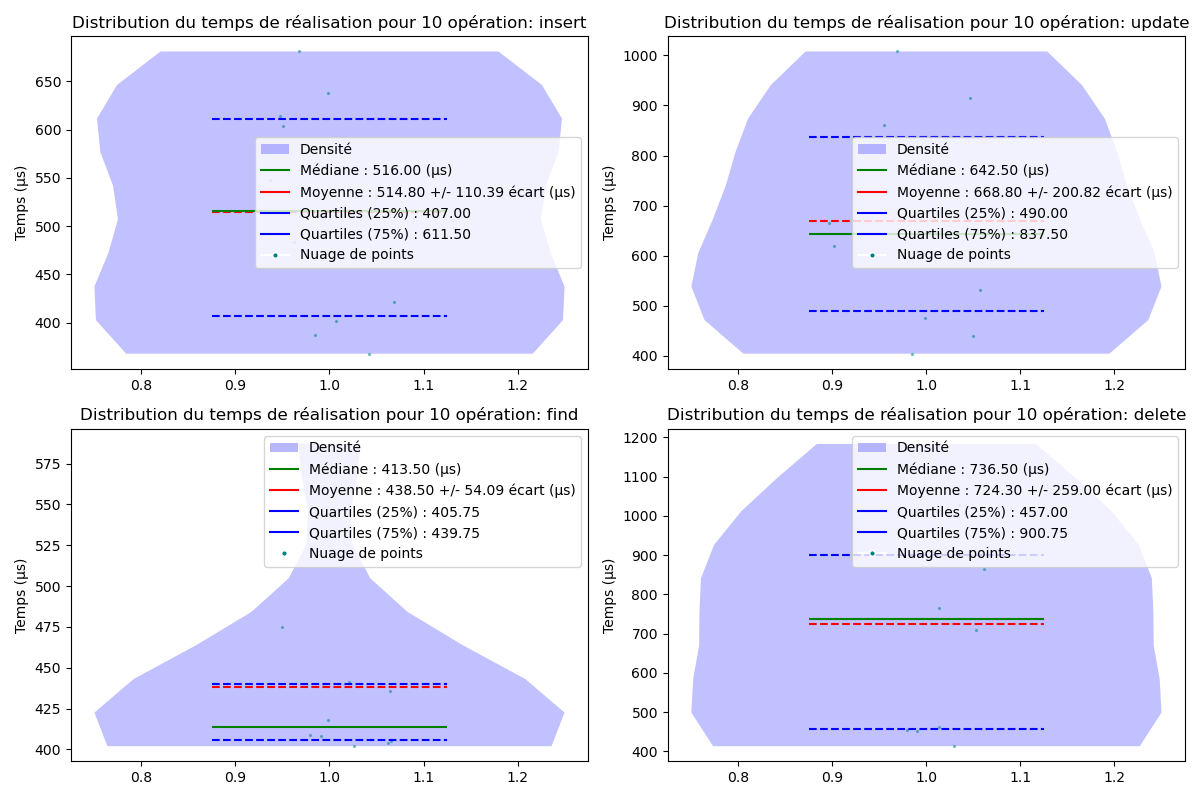 Distribution du temps de réalisation pour 10 opération: insert
Temps (µs)
650
600
550
500
450
400
0.8 0.9 1.0 1.1 1.2
Densité
Médiane : 516.00 (µs)
Moyenne : 514.80 +/- 110.39 écart (µs)
Quartiles (25%) : 407.00
Quartiles (75%) : 611.50
Nuage de points
Distribution du temps de réalisation pour 10 opération: update
Temps (µs)
1000
900
800
700
600
500
400
0.8 0.9 1.0 1.1 1.2
Densité
Médiane : 642.50 (µs)
Moyenne : 668.80 +/- 200.82 écart (µs)
Quartiles (25%) : 490.00
Quartiles (75%) : 837.50
Nuage de points
Distribution du temps de réalisation pour 10 opération: find
Temps (µs)
575
550
525
500
475
450
425
400
0.8 0.9 1.0 1.1 1.2
Densité
Médiane : 413.50 (µs)
Moyenne : 438.50 +/- 54.09 écart (µs)
Quartiles (25%) : 405.75
Quartiles (75%) : 439.75
Nuage de points
Distribution du temps de réalisation pour 10 opération: delete
Temps (µs)
1200
1100
1000
900
800
700
600
500
400
0.8 0.9 1.0 1.1 1.2
Densité
Médiane : 736.50 (µs)
Moyenne : 724.30 +/- 259.00 écart (µs)
Quartiles (25%) : 457.00
Quartiles (75%) : 900.75
Nuage de points